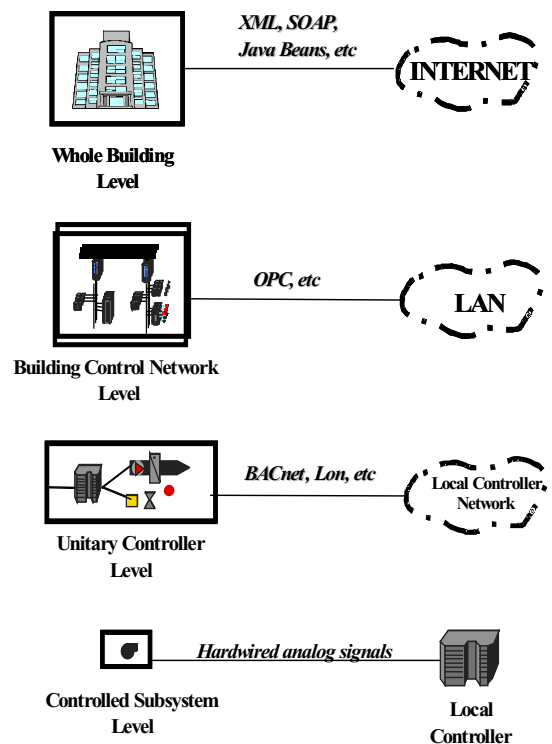 XML, SOAP,
Java Beans, etc
INTERNET
Whole Building
Level
OPC, etc
LAN
Building Control Network
Level
BACnet, Lon, etc
Local Controller
Network
Unitary Controller
Level
Hardwired analog signals
Controlled Subsystem
Level
Local
Controller